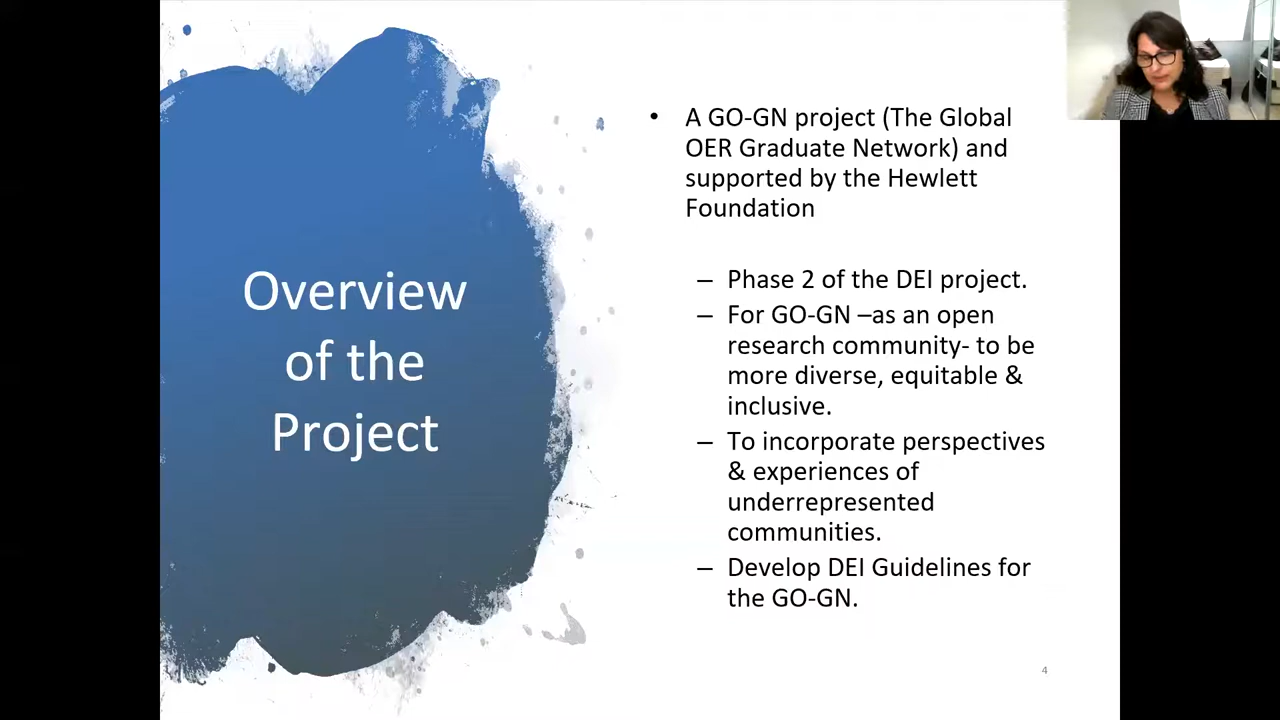 Overview
of the
Project
• A GO-GN project (The Global
OER Graduate Network) and
supported by the Hewlett
Foundation
– Phase 2 of the DEI project.
– For GO-GN –as an open
research community- to be
more diverse, equitable &
inclusive.
– To incorporate perspectives
& experiences of
underrepresented
communities.
– Develop DEI Guidelines for
the GO-GN.
4